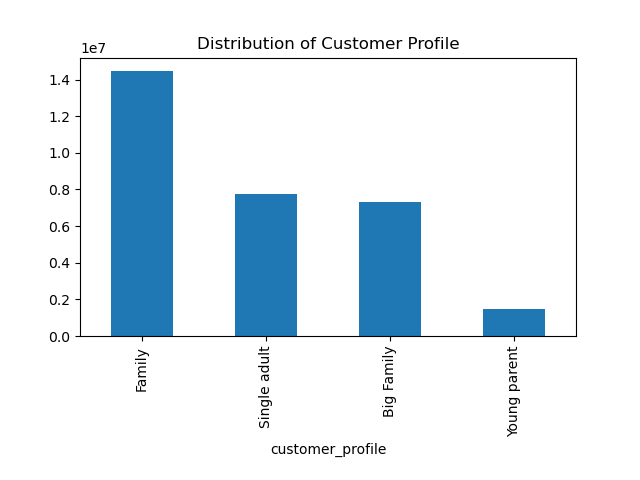 Distribution of Customer Profile
1e7
1.4
1.2
1.0
0.8
0.6
0.4
0.2
0.0
Family
Single adult
Big Family
Young parent
customer_profile